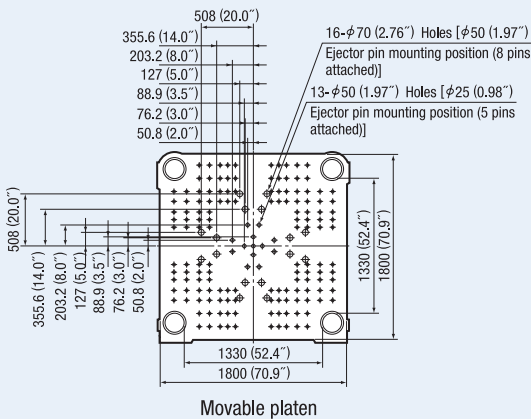 508 (20.0″)
355.6 (14.0″)
203.2 (8.0″)
127 (5.0″)
88.9 (3.5″)
76.2 (3.0″)
50.8 (2.0″)
16-φ70 (2.76″) Holes [φ50 (1.97″)
Ejector pin mounting position (8 pins
attached)]
13-φ50 (1.97″) Holes [φ25 (0.98″)
Ejector pin mounting position (5 pins
attached)]
508 (20.0″)
355.6 (14.0″)
203.2 (8.0″)
127 (5.0″)
88.9 (3.5″)
76.2 (3.0″)
50.8 (2.0″)
1330 (52.4″)
1800 (70.9″)
1330 (52.4″)
1800 (70.9″)
Movable platen